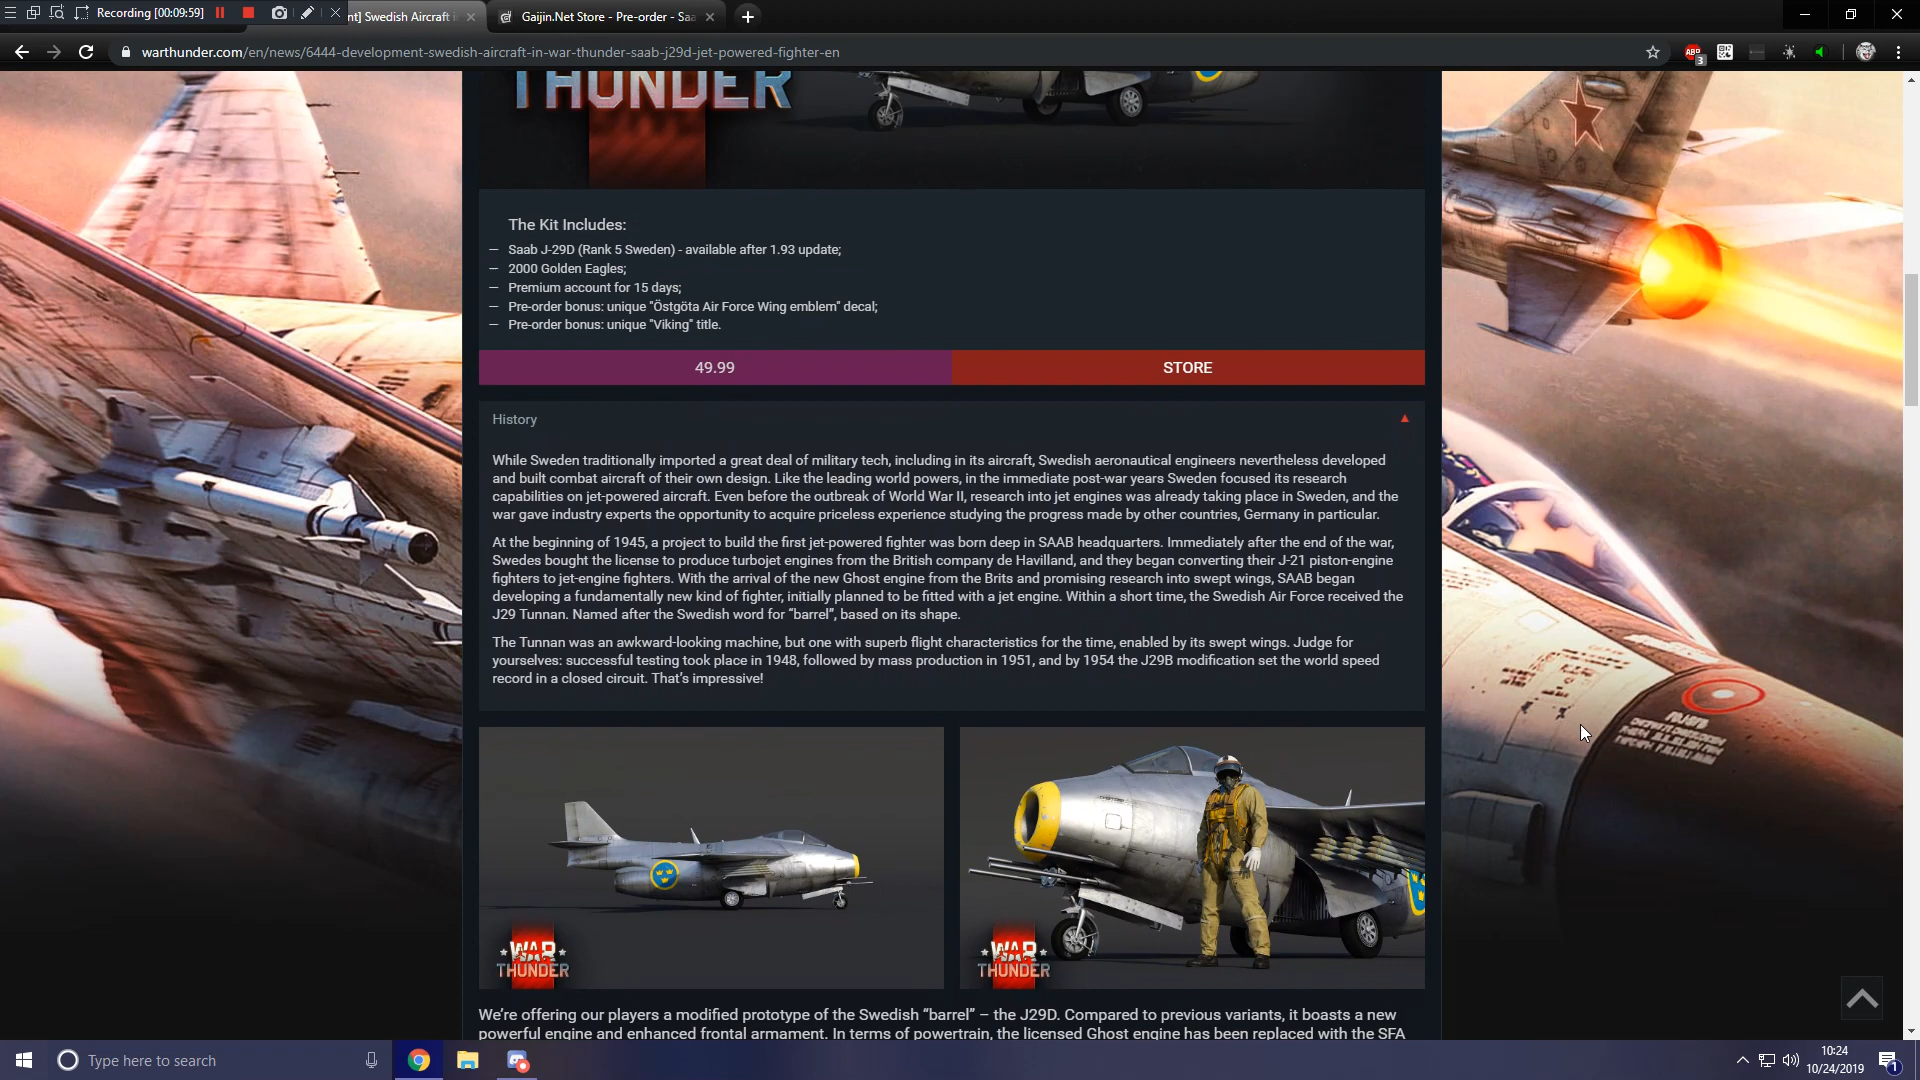 Recording [00:09:59]
nt] Swedish Aircraft i
Gaijin.Net Store - Pre-order - Saa
warthunder.com/en/news/6444-development-swedish-aircraft-in-war-thunder-saab-j29d-jet-powered-fighter-en
ABP
3
THUNDER
The Kit Includes:
— Saab J-29D (Rank 5 Sweden) - available after 1.93 update;
— 2000 Golden Eagles;
— Premium account for 15 days;
— Pre-order bonus: unique "Östgöta Air Force Wing emblem" decal;
— Pre-order bonus: unique "Viking" title.
49.99
STORE
History
While Sweden traditionally imported a great deal of military tech, including in its aircraft, Swedish aeronautical engineers nevertheless developed
and built combat aircraft of their own design. Like the leading world powers, in the immediate post-war years Sweden focused its research
capabilities on jet-powered aircraft. Even before the outbreak of World War II, research into jet engines was already taking place in Sweden, and the
war gave industry experts the opportunity to acquire priceless experience studying the progress made by other countries, Germany in particular.
At the beginning of 1945, a project to build the first jet-powered fighter was born deep in SAAB headquarters. Immediately after the end of the war,
Swedes bought the license to produce turbojet engines from the British company de Havilland, and they began converting their J-21 piston-engine
fighters to jet-engine fighters. With the arrival of the new Ghost engine from the Brits and promising research into swept wings, SAAB began
developing a fundamentally new kind of fighter, initially planned to be fitted with a jet engine. Within a short time, the Swedish Air Force received the
J29 Tunnan. Named after the Swedish word for “barrel”, based on its shape.
The Tunnan was an awkward-looking machine, but one with superb flight characteristics for the time, enabled by its swept wings. Judge for
yourselves: successful testing took place in 1948, followed by mass production in 1951, and by 1954 the J29B modification set the world speed
record in a closed circuit. That’s impressive!
WAR
THUNDER
WAR
THUNDER
We’re offering our players a modified prototype of the Swedish “barrel” – the J29D. Compared to previous variants, it boasts a new
powerful engine and enhanced frontal armament. In terms of powertrain, the licensed Ghost engine has been replaced with the SFA
Type here to search
10:24
10/24/2019
1